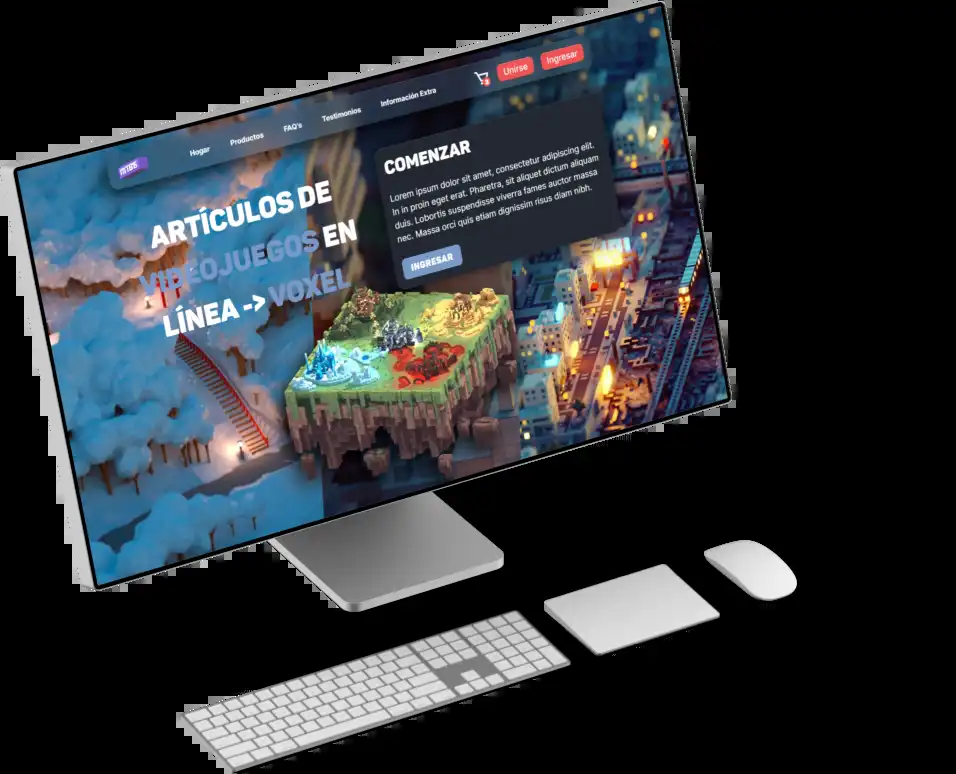 Hogar
Productos
FAQ's
Testimonios
Información Extra
Unirse
Ingresar
ARTÍCULOS DE
VIDEOJUEGOS EN
LÍNEA -> VOXEL
COMENZAR
Lorem ipsum dolor sit amet, consectetur adipiscing elit.
In in proin eget erat. Pharetra, sit aliquet dictum aliquam
duis. Lobortis suspendisse viverra fames auctor massa
nec. Massa orci quis etiam dignissim risus diam nibh.
INGRESAR